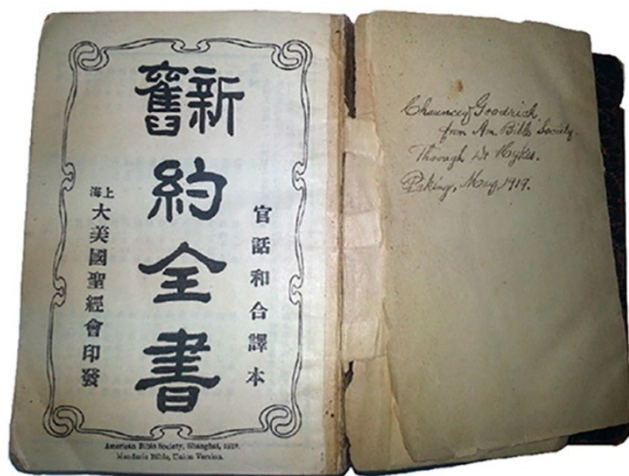 官話和合譯本
新舊約全書
上海大美國聖經會印發
American Bible Society, Shanghai, 1919.
Mandarin Bible, Union Version.
Chauncey Goodrich,
from Am. Bible Society.
Through Dr Hykes.
Peking, May, 1919.